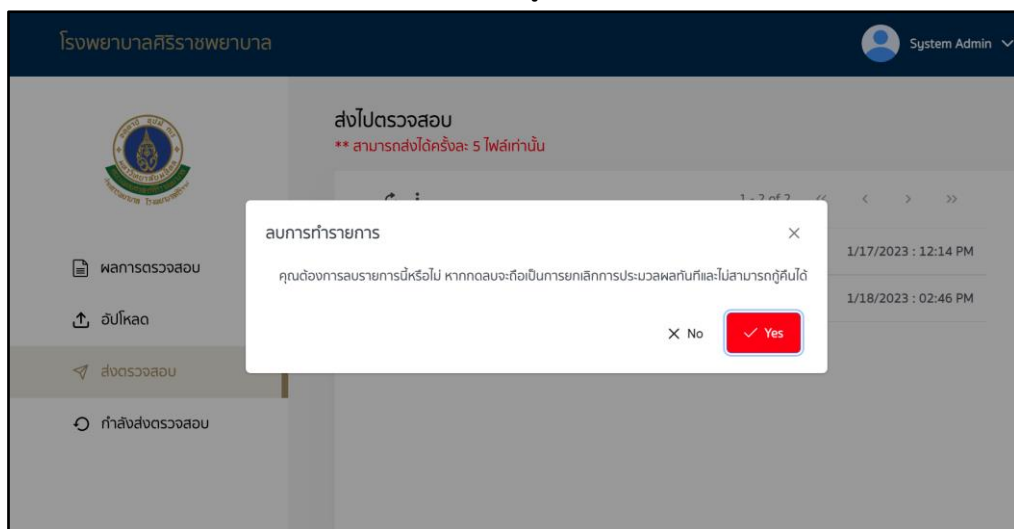 โรงพยาบาลศิริราชพยาบาล
System Admin
ส่งไปตรวจสอบ
** สามารถส่งได้ครั้งละ 5 ไฟล์เท่านั้น
1 - 2 of 2
ลบการทำรายการ
คุณต้องการลบรายการนี้หรือไม่ หากกดลบจะถือเป็นการยกเลิกการประมวลผลทันทีและไม่สามารถกู้คืนได้
No
Yes
1/17/2023 : 12:14 PM
1/18/2023 : 02:46 PM
ผลการตรวจสอบ
อัปโหลด
ส่งตรวจสอบ
กำลังส่งตรวจสอบ